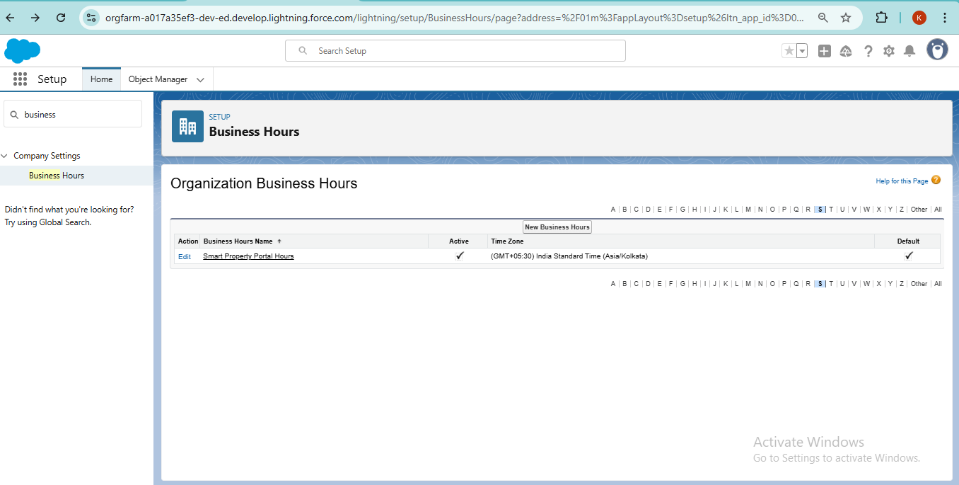 orgfarm-a017a35ef3-dev-ed.develop.lightning.force.com/lightning/setup/BusinessHours/page?address=%2F01m%3FappLayout%3Dsetup%26ltn_app_id%3D0...
K
Search Setup
Setup
Home
Object Manager
business
Company Settings
Business Hours
Didn't find what you're looking for?
Try using Global Search.
SETUP
Business Hours
Organization Business Hours
Help for this Page ?
A | B | C | D | E | F | G | H | I | J | K | L | M | N | O | P | Q | R | S | T | U | V | W | X | Y | Z | Other | All
New Business Hours
Action Business Hours Name Active Time Zone Default
Edit Smart Property Portal Hours (GMT+05:30) India Standard Time (Asia/Kolkata)
A | B | C | D | E | F | G | H | I | J | K | L | M | N | O | P | Q | R | S | T | U | V | W | X | Y | Z | Other | All
Activate Windows
Go to Settings to activate Windows.